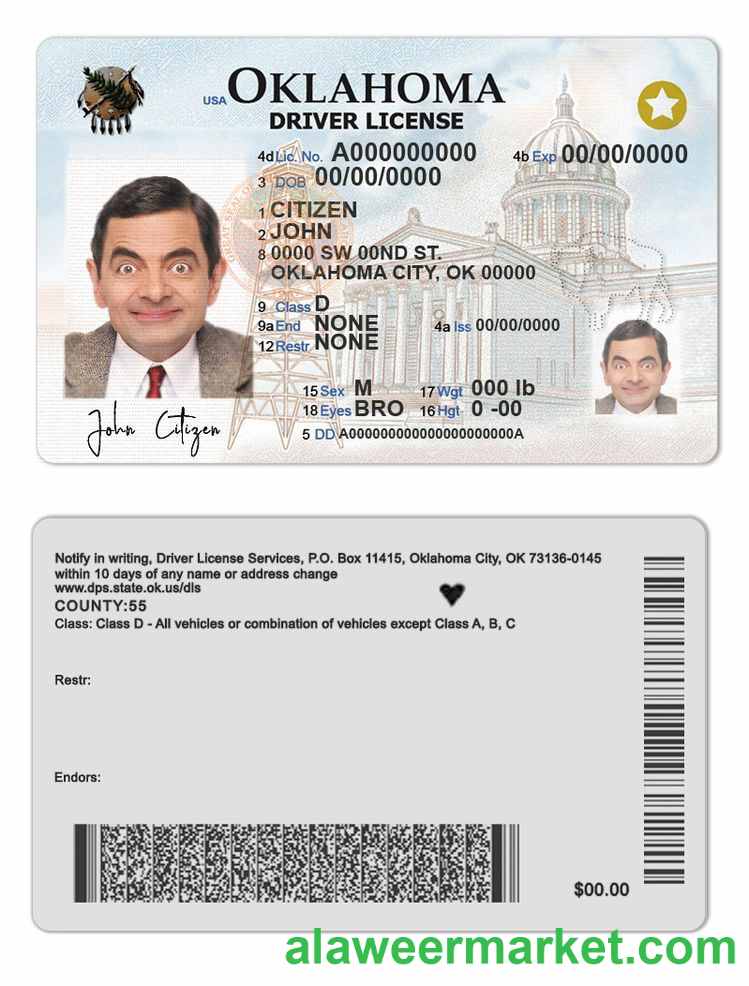 USA OKLAHOMA
DRIVER LICENSE
4d Lic. No. A000000000 4b Exp 00/00/0000
3 DOB 00/00/0000
1 CITIZEN
2 JOHN
8 0000 SW 00ND ST.
OKLAHOMA CITY, OK 00000
9 Class D
9a End NONE 4a Iss 00/00/0000
12 Restr NONE
15 Sex M 17 Wgt 000 lb
18 Eyes BRO 16 Hgt 0 -00
5 DD A000000000000000000000A
John Citizen
Notify in writing, Driver License Services, P.O. Box 11415, Oklahoma City, OK 73136-0145
within 10 days of any name or address change
www.dps.state.ok.us/dls
COUNTY:55
Class: Class D - All vehicles or combination of vehicles except Class A, B, C
Restr:
Endors:
$00.00
alaweermarket.com